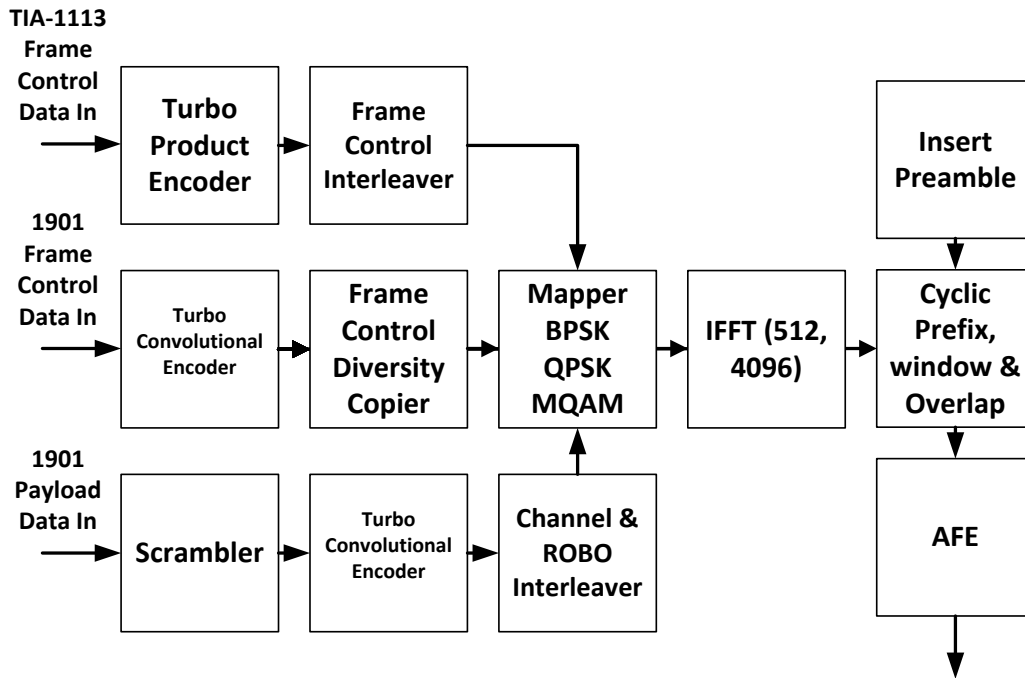 TIA-1113
Frame
Control
Data In
Turbo
Product
Encoder
Frame
Control
Interleaver
Insert
Preamble
1901
Frame
Control
Data In
Turbo
Convolutional
Encoder
Frame
Control
Diversity
Copier
Mapper
BPSK
QPSK
MQAM
IFFT (512,
4096)
Cyclic
Prefix,
window &
Overlap
1901
Payload
Data In
Scrambler
Turbo
Convolutional
Encoder
Channel &
ROBO
Interleaver
AFE